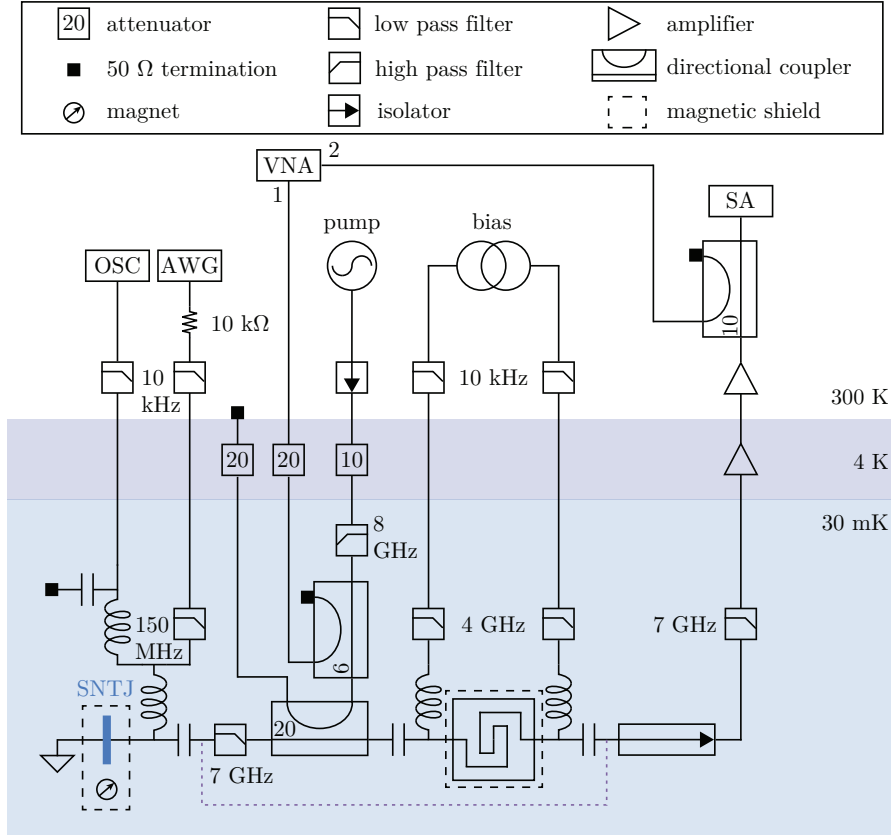 20 attenuator low pass filter amplifier
50 Ω termination high pass filter directional coupler
magnet isolator magnetic shield
VNA 2
1
SA
pump bias
OSC AWG
10 kΩ
10
10
kHz
10 kHz
300 K
20 20 10 4 K
8
GHz
30 mK
150
MHz
6
4 GHz 7 GHz
SNTJ
20
7 GHz